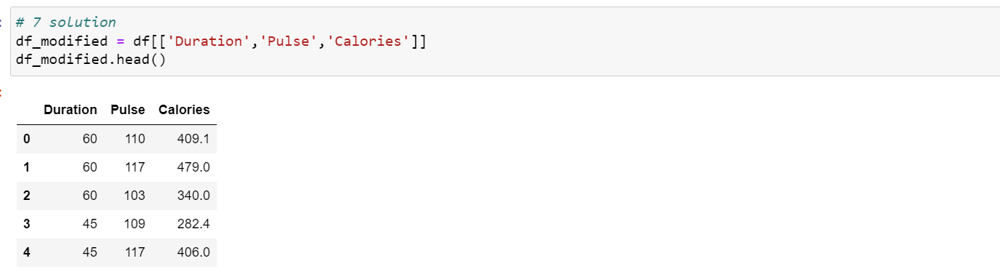 # 7 solution
df_modified = df[['Duration','Pulse','Calories']]
df_modified.head()
Duration Pulse Calories
0 60 110 409.1
1 60 117 479.0
2 60 103 340.0
3 45 109 282.4
4 45 117 406.0